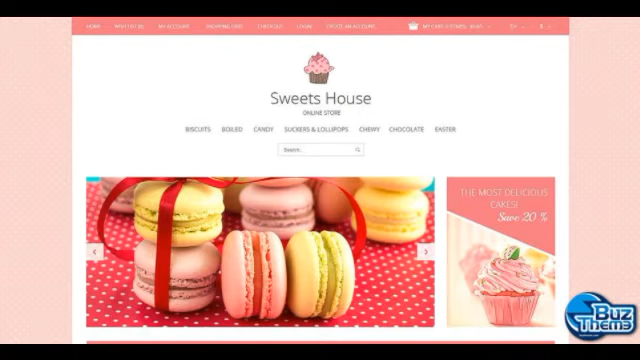 HOME WISH LIST (0) MY ACCOUNT SHOPPING CART CHECKOUT LOGIN CREATE AN ACCOUNT
Sweets House
ONLINE STORE
BISCUITS BOILED CANDY SUCKERS & LOLLIPOPS CHEWY CHOCOLATE EASTER
Search...
THE MOST DELICIOUS
CAKES!
Save 20 %
Buz
Them3